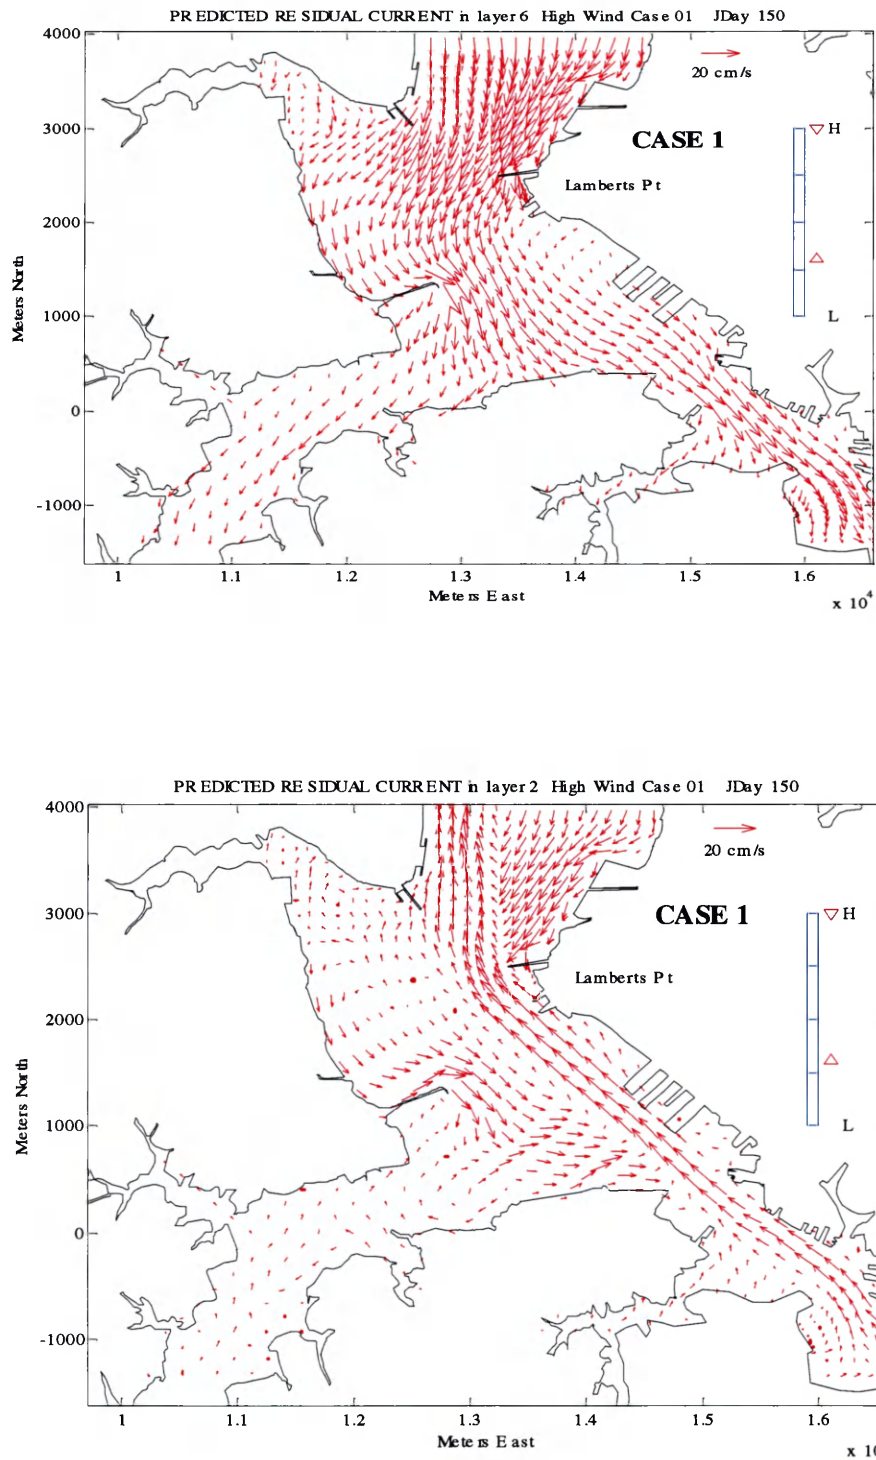 PREDICTED RESIDUAL CURRENT in layer 6 High Wind Case 01 JDay 150
4000
20 cm/s
3000
CASE 1
H
Lamberts Pt
2000
Meters North
1000
L
0
-1000
1 1.1 1.2 1.3 1.4 1.5 1.6
Meters East
x 10⁴
PREDICTED RESIDUAL CURRENT in layer 2 High Wind Case 01 JDay 150
4000
20 cm/s
3000
CASE 1
H
Lamberts Pt
2000
Meters North
1000
L
0
-1000
1 1.1 1.2 1.3 1.4 1.5 1.6
Meters East
x 10